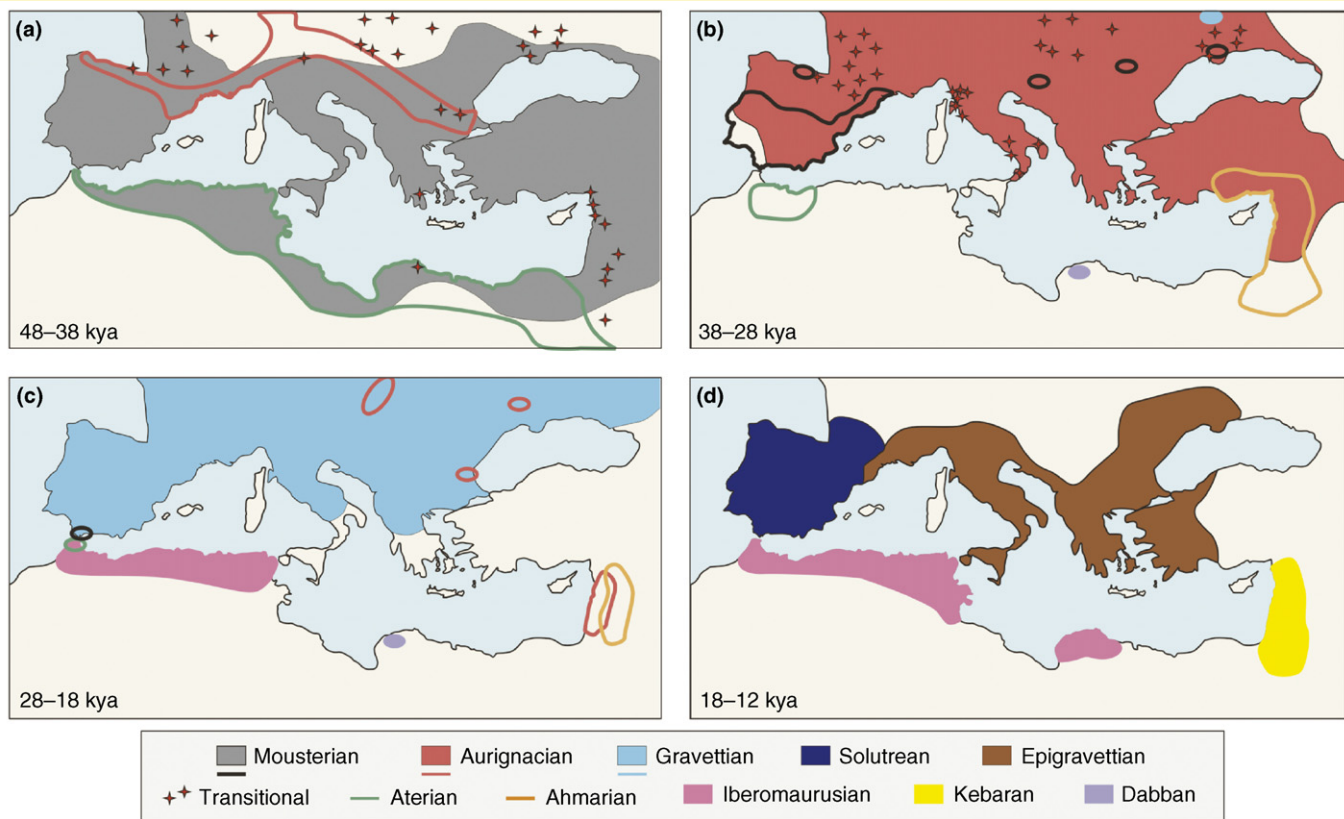 (a)
48–38 kya
(b)
38–28 kya
(c)
28–18 kya
(d)
18–12 kya
Mousterian Aurignacian Gravettian Solutrean Epigravettian
Transitional Aterian Ahmarian Iberomaurusian Kebaran Dabban